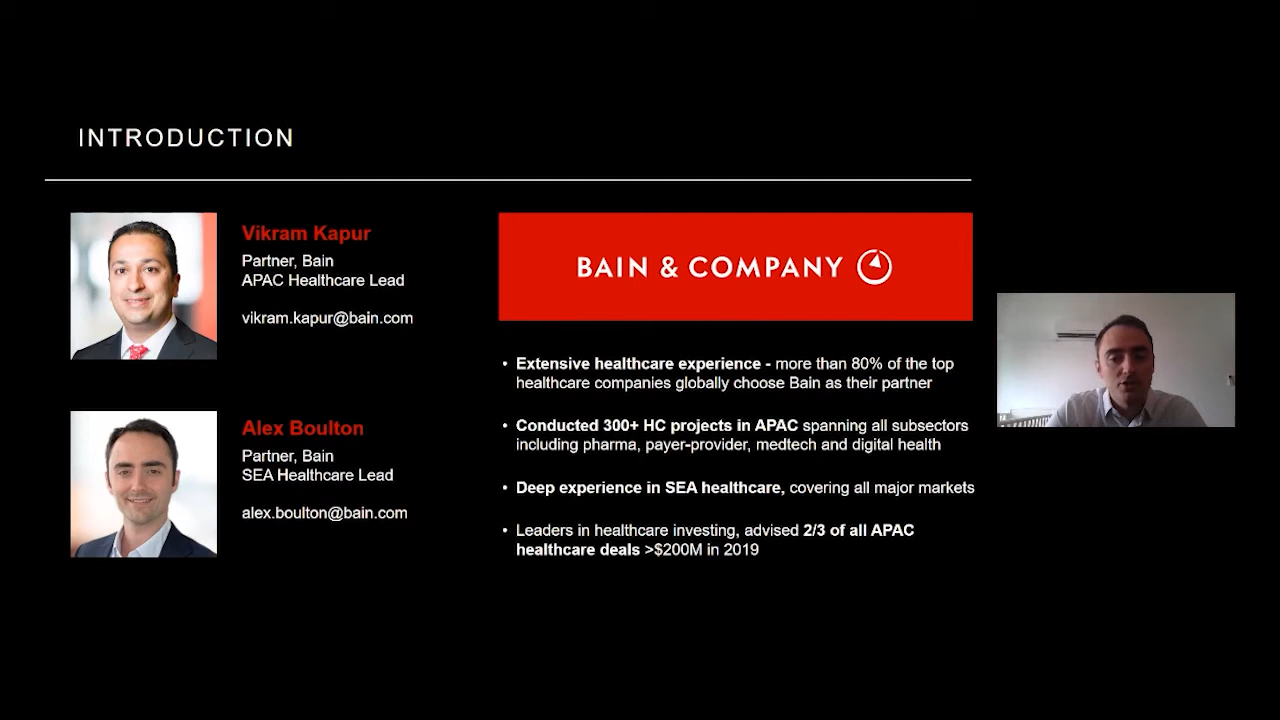 INTRODUCTION
Vikram Kapur
Partner, Bain
APAC Healthcare Lead
vikram.kapur@bain.com
Alex Boulton
Partner, Bain
SEA Healthcare Lead
alex.boulton@bain.com
BAIN & COMPANY
• Extensive healthcare experience - more than 80% of the top
healthcare companies globally choose Bain as their partner
• Conducted 300+ HC projects in APAC spanning all subsectors
including pharma, payer-provider, medtech and digital health
• Deep experience in SEA healthcare, covering all major markets
• Leaders in healthcare investing, advised 2/3 of all APAC
healthcare deals >$200M in 2019